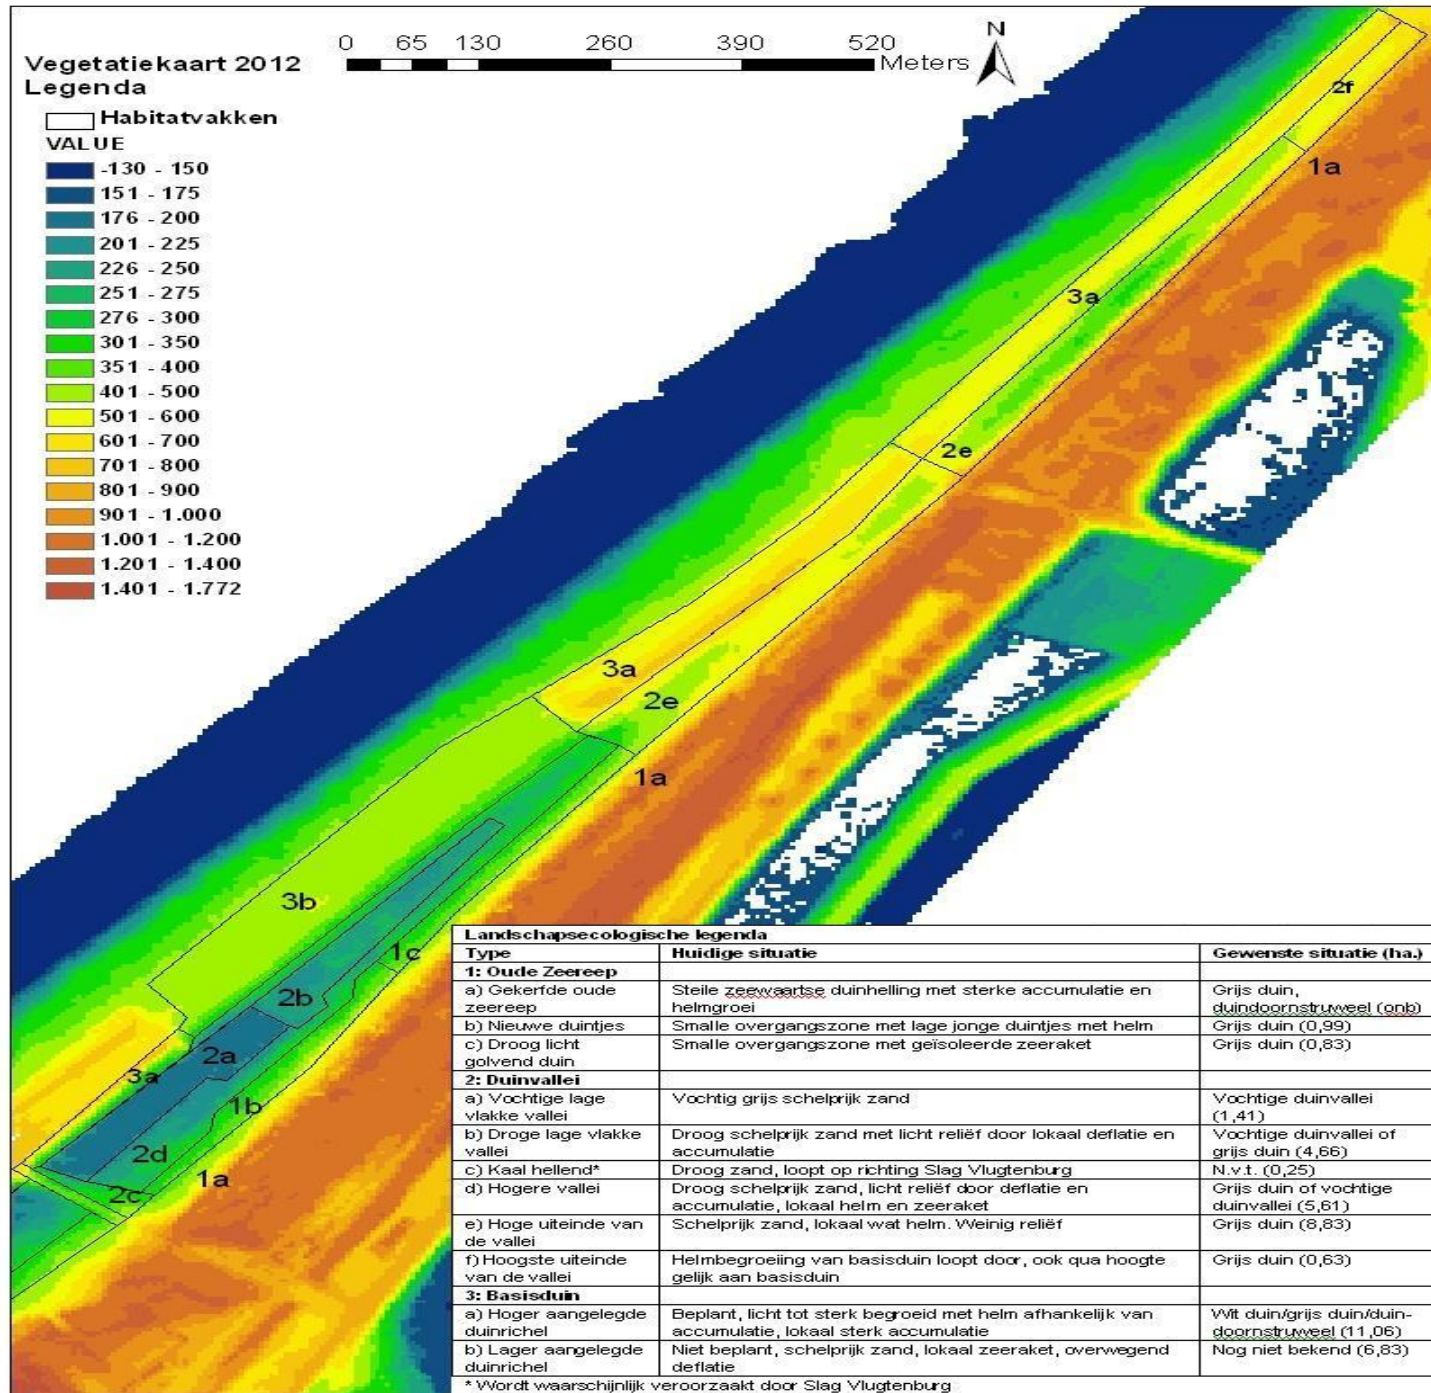 Vegetatiekaart 2012
Legenda
0 65 130 260 390 520
Meters
N
Habitatvakken
VALUE
-130 - 150
151 - 175
176 - 200
201 - 225
226 - 250
251 - 275
276 - 300
301 - 350
351 - 400
401 - 500
501 - 600
601 - 700
701 - 800
801 - 900
901 - 1.000
1.001 - 1.200
1.201 - 1.400
1.401 - 1.772
2f
1a
3a
2e
3a
2e
1a
3b
1c
2b
2a
3a
1b
2d
1a
2c
Landschapsecologische legenda
Type Huidige situatie Gewenste situatie (ha.)
1: Oude Zeereep
a) Gekerfde oude Steile zeewaartse duinhelling met sterke accumulatie en Grijs duin,
zeereep helmgroei duindoornstruweel (onb)
b) Nieuwe duintjes Smalle overgangszone met lage jonge duintjes met helm Grijs duin (0,99)
c) Droog licht Smalle overgangszone met geïsoleerde zeeraket Grijs duin (0,83)
golvend duin
2: Duinvallei
a) Vochtige lage Vochtig grijs schelprijk zand Vochtige duinvallei
vlakke vallei (1,41)
b) Droge lage vlakke Droog schelprijk zand met licht reliëf door lokaal deflatie en Vochtige duinvallei of
vallei accumulatie grijs duin (4,66)
c) Kaal hellend* Droog zand, loopt op richting Slag Vlugtenburg N.v.t. (0,25)
d) Hogere vallei Droog schelprijk zand, licht reliëf door deflatie en Grijs duin of vochtige
accumulatie, lokaal helm en zeeraket duinvallei (5,61)
e) Hoge uiteinde van Schelprijk zand, lokaal wat helm. Weinig reliëf Grijs duin (8,83)
de vallei
f) Hoogste uiteinde Helmbegroeiing van basisduin loopt door, ook qua hoogte Grijs duin (0,63)
van de vallei gelijk aan basisduin
3: Basisduin
a) Hoger aangelegde Beplant, licht tot sterk begroeid met helm afhankelijk van Wit duin/grijs duin/duin-
duinrichel accumulatie, lokaal sterk accumulatie doornstruweel (11,06)
b) Lager aangelegde Niet beplant, schelprijk zand, lokaal zeeraket, overwegend Nog niet bekend (6,83)
duinrichel deflatie
* Wordt waarschijnlijk veroorzaakt door Slag Vlugtenburg